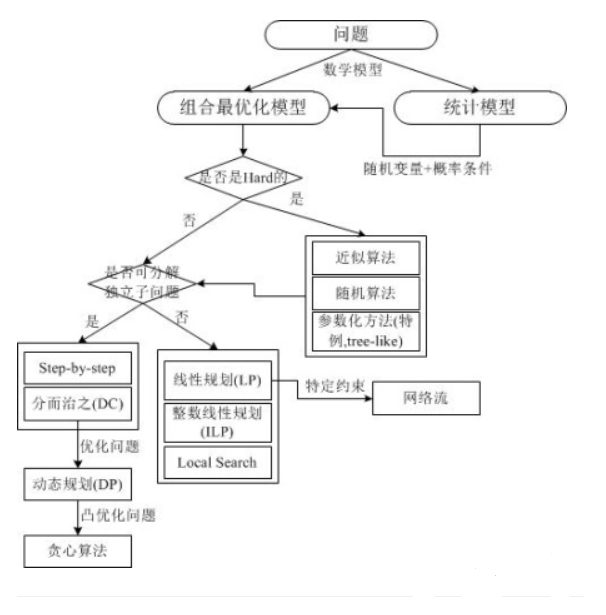 问题
数学模型
组合最优化模型
统计模型
随机变量+概率条件
是否是Hard的
是
否
近似算法
随机算法
参数化方法(特
例,tree-like)
是否可分解
独立子问题
是
否
Step-by-step
分而治之(DC)
线性规划(LP)
整数线性规划
(ILP)
Local Search
特定约束
网络流
优化问题
动态规划(DP)
凸优化问题
贪心算法